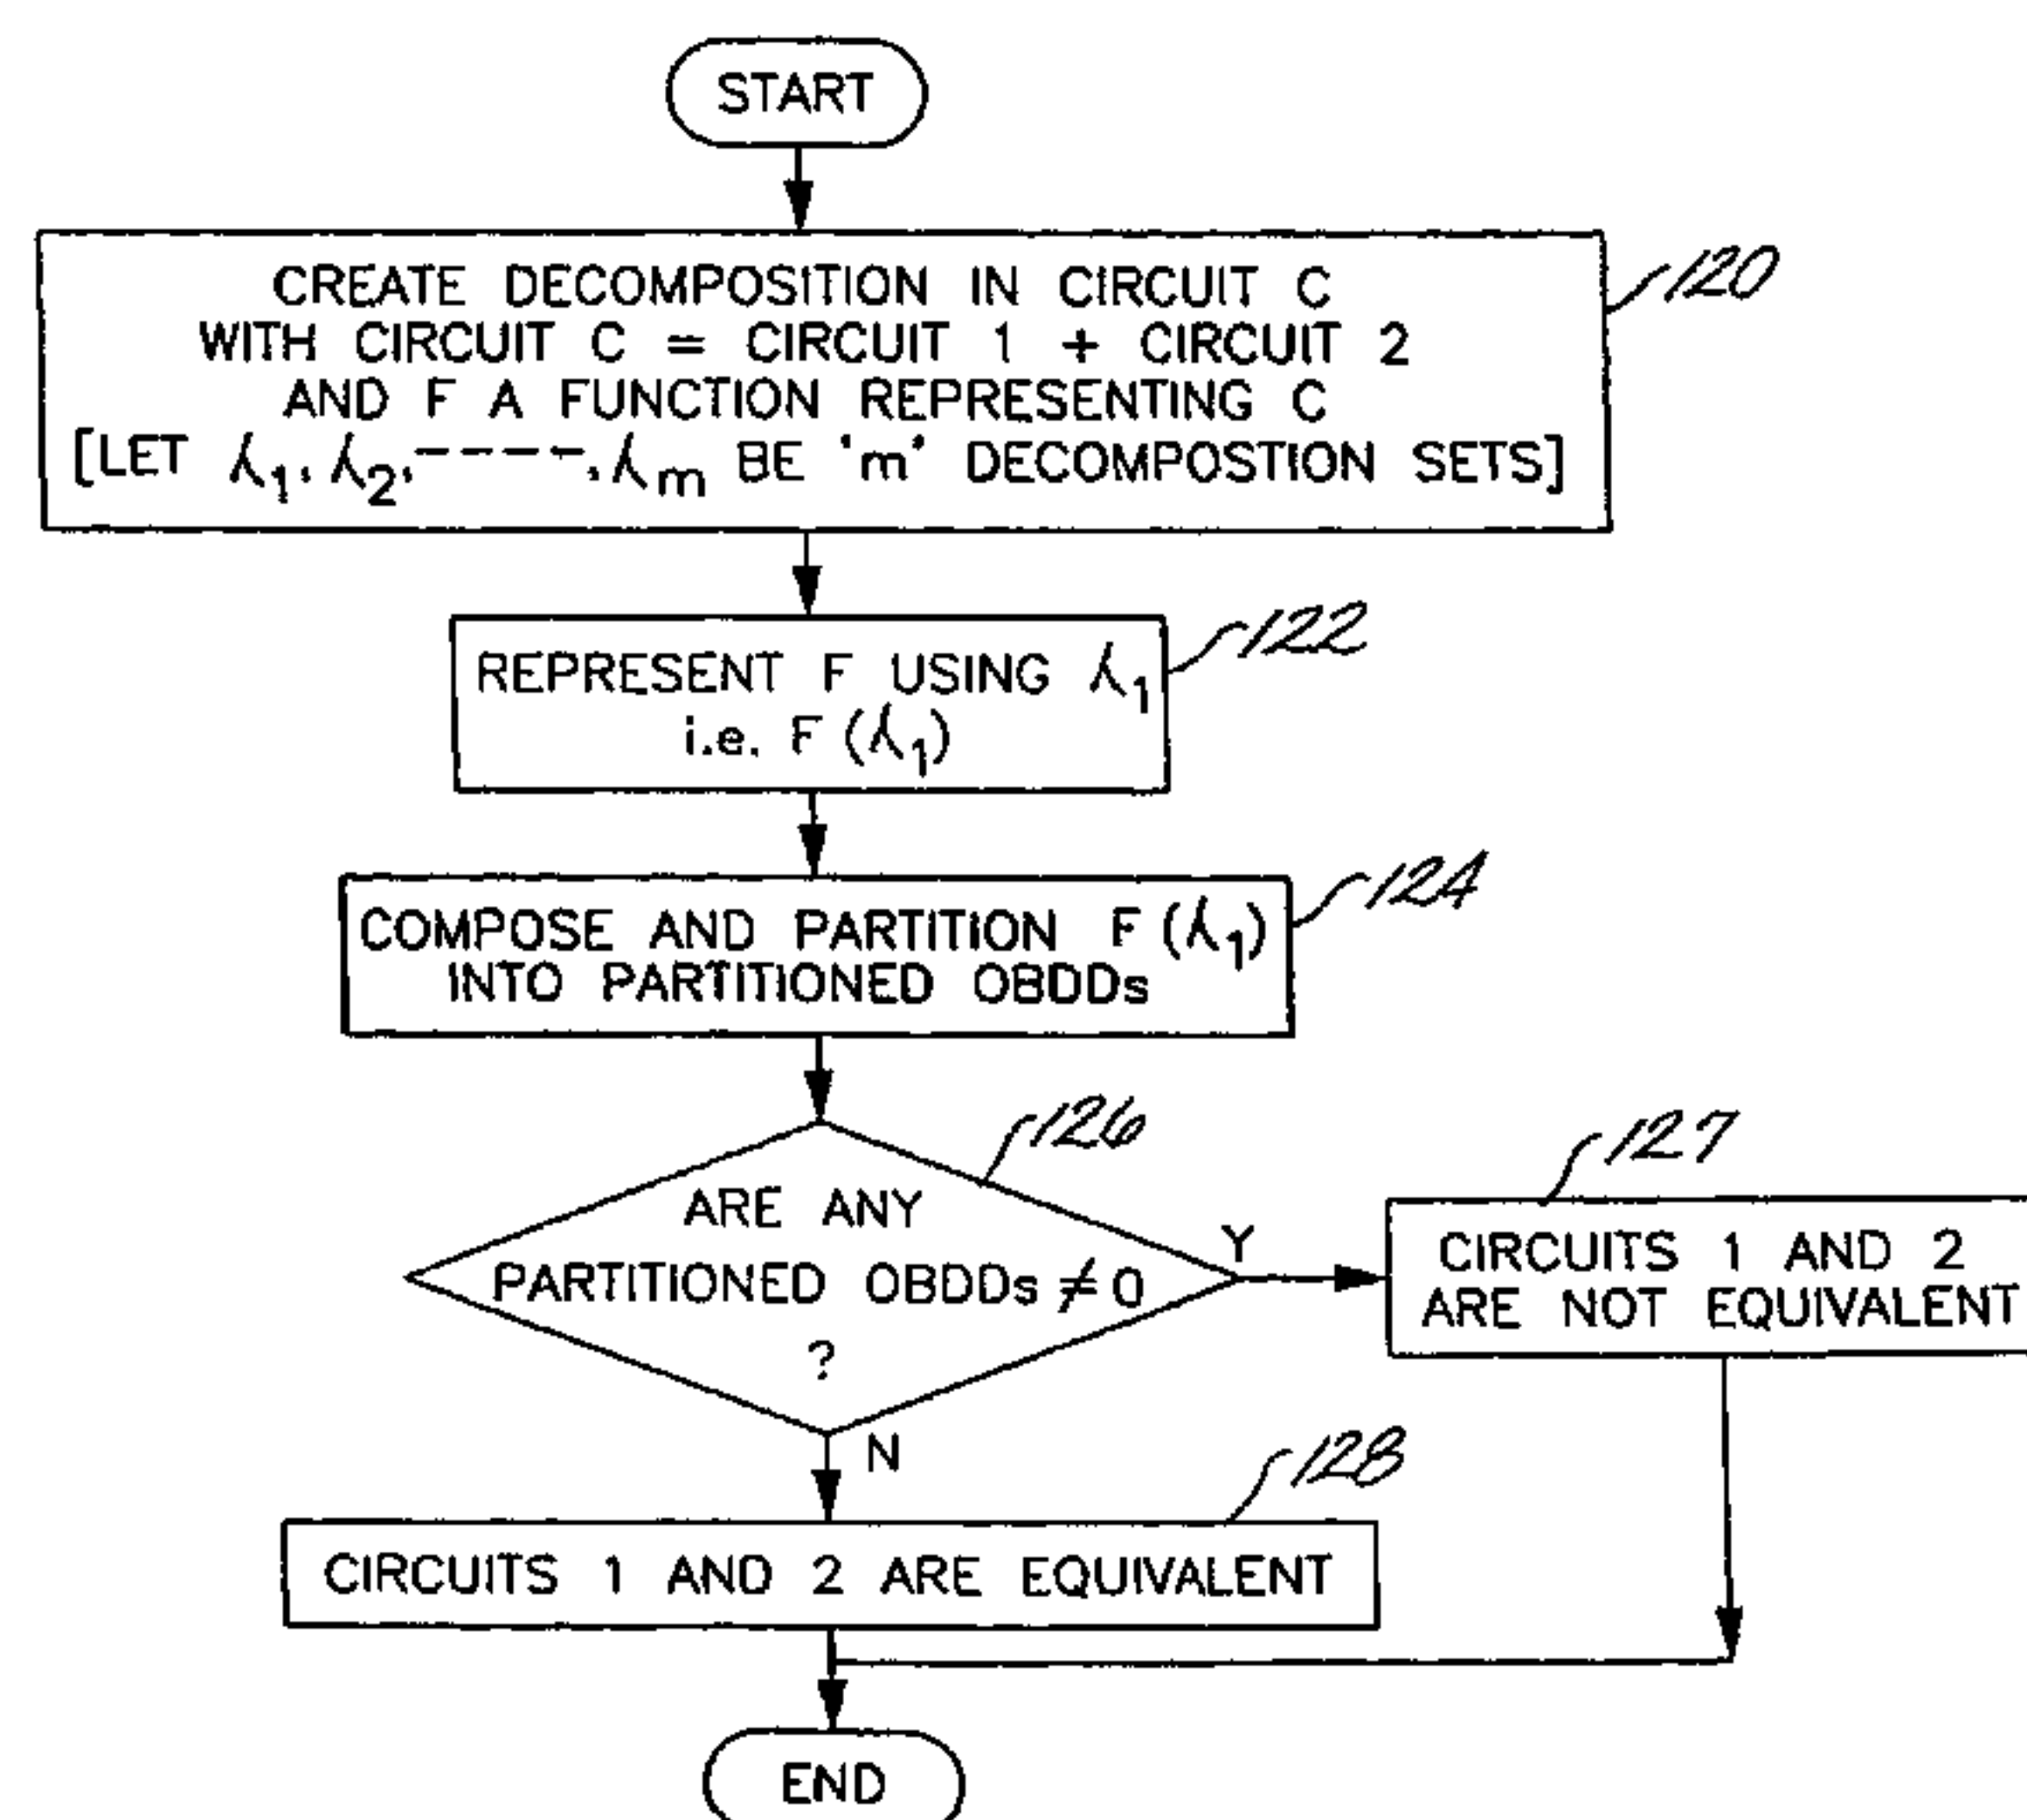 START
CREATE DECOMPOSITION IN CIRCUIT C
WITH CIRCUIT C = CIRCUIT 1 + CIRCUIT 2
AND F A FUNCTION REPRESENTING C
[LET λ1, λ2,----,λm BE 'm' DECOMPOSTION SETS]
120
REPRESENT F USING λ1
i.e. F (λ1)
122
COMPOSE AND PARTITION F (λ1)
INTO PARTITIONED OBDDs
124
ARE ANY
PARTITIONED OBDDs ≠ 0
?
126
Y
CIRCUITS 1 AND 2
ARE NOT EQUIVALENT
127
N
CIRCUITS 1 AND 2 ARE EQUIVALENT
128
END